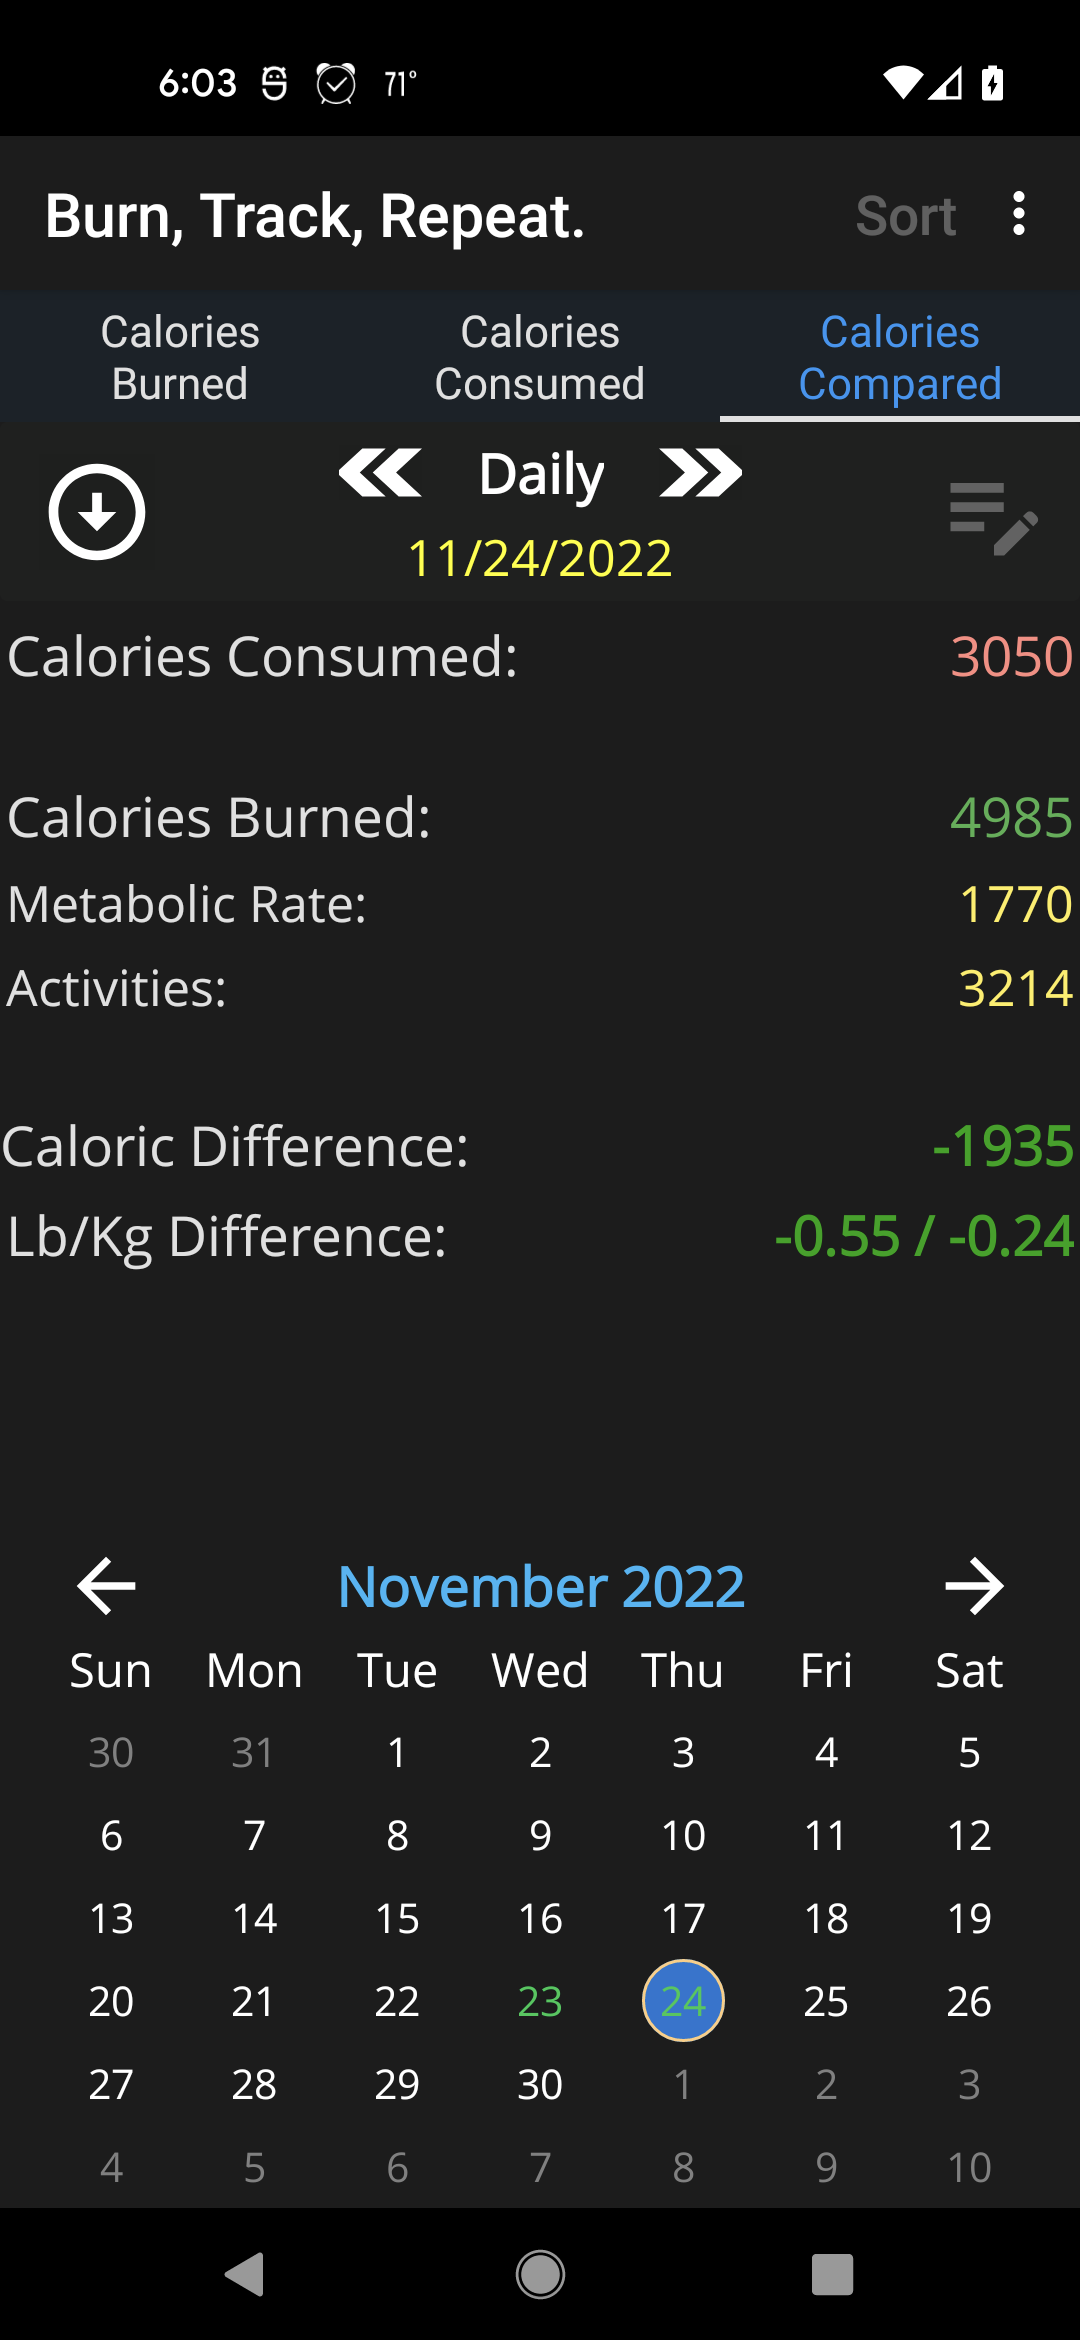 6:03 71°
Burn, Track, Repeat. Sort
Calories Burned
Calories Consumed
Calories Compared
Daily
11/24/2022
Calories Consumed: 3050
Calories Burned: 4985
Metabolic Rate: 1770
Activities: 3214
Caloric Difference: -1935
Lb/Kg Difference: -0.55 / -0.24
November 2022
Sun Mon Tue Wed Thu Fri Sat
30 31 1 2 3 4 5
6 7 8 9 10 11 12
13 14 15 16 17 18 19
20 21 22 23 24 25 26
27 28 29 30 1 2 3
4 5 6 7 8 9 10